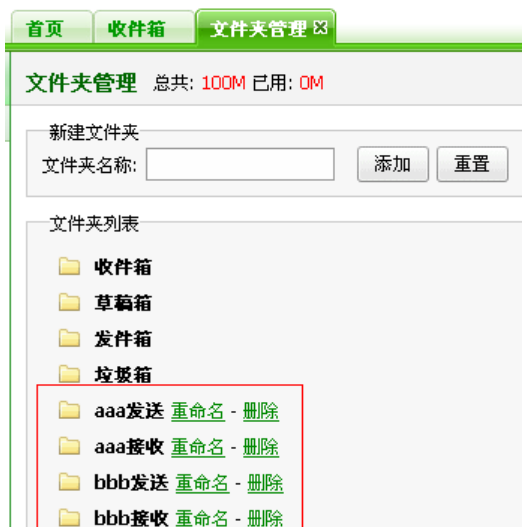 首页 收件箱 文件夹管理
文件夹管理 总共: 100M 已用: 0M
新建文件夹
文件夹名称: 添加 重置
文件夹列表
收件箱
草稿箱
发件箱
垃圾箱
aaa发送 重命名 - 删除
aaa接收 重命名 - 删除
bbb发送 重命名 - 删除
bbb接收 重命名 - 删除